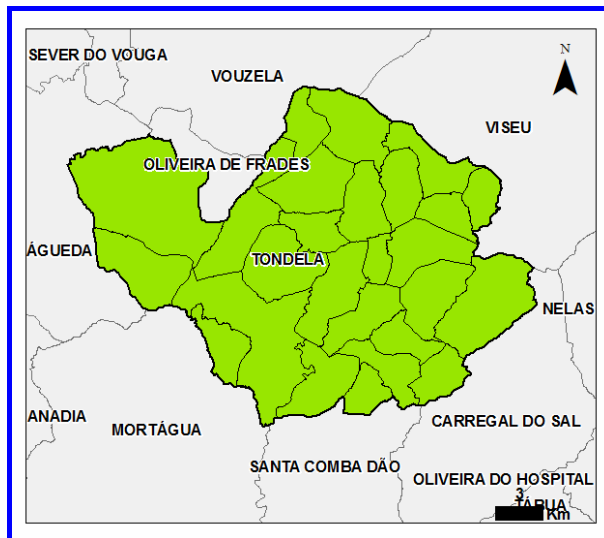 SEVER DO VOUGA
N
VOUZELA
VISEU
OLIVEIRA DE FRADES
ÁGUEDA
TONDELA
NELAS
ANADIA
MORTÁGUA
CARREGAL DO SAL
SANTA COMBA DÃO
OLIVEIRA DO HOSPITAL
3
TÁBUA
Km